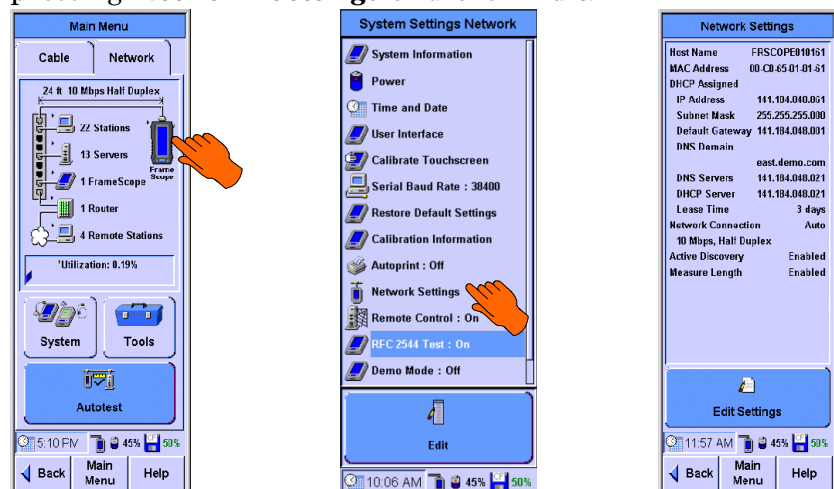 Main Menu
Cable
Network
24 ft 10 Mbps Half Duplex
22 Stations
13 Servers
Frame
Scope
1 FrameScope
1 Router
4 Remote Stations
Utilization: 0.19%
System
Tools
Autotest
5:10 PM
45%
CF
50%
Back
Main
Menu
Help
System Settings Network
System Information
Power
Time and Date
User Interface
Calibrate Touchscreen
Serial Baud Rate : 38400
Restore Default Settings
Calibration Information
Autoprint : Off
Network Settings
Remote Control : On
RFC 2544 Test : On
Demo Mode : Off
Edit
10:06 AM
45%
CF
50%
Network Settings
Host Name FRSCOPE010161
MAC Address 00-C0-65-01-01-61
DHCP Assigned
IP Address 141.184.048.061
Subnet Mask 255.255.255.000
Default Gateway 141.184.048.001
DNS Domain
east.demo.com
DNS Servers 141.184.048.021
DHCP Server 141.184.048.021
Lease Time 3 days
Network Connection Auto
10 Mbps, Half Duplex
Active Discovery Enabled
Measure Length Enabled
Edit Settings
11:57 AM
45%
CF
50%
Back
Main
Menu
Help